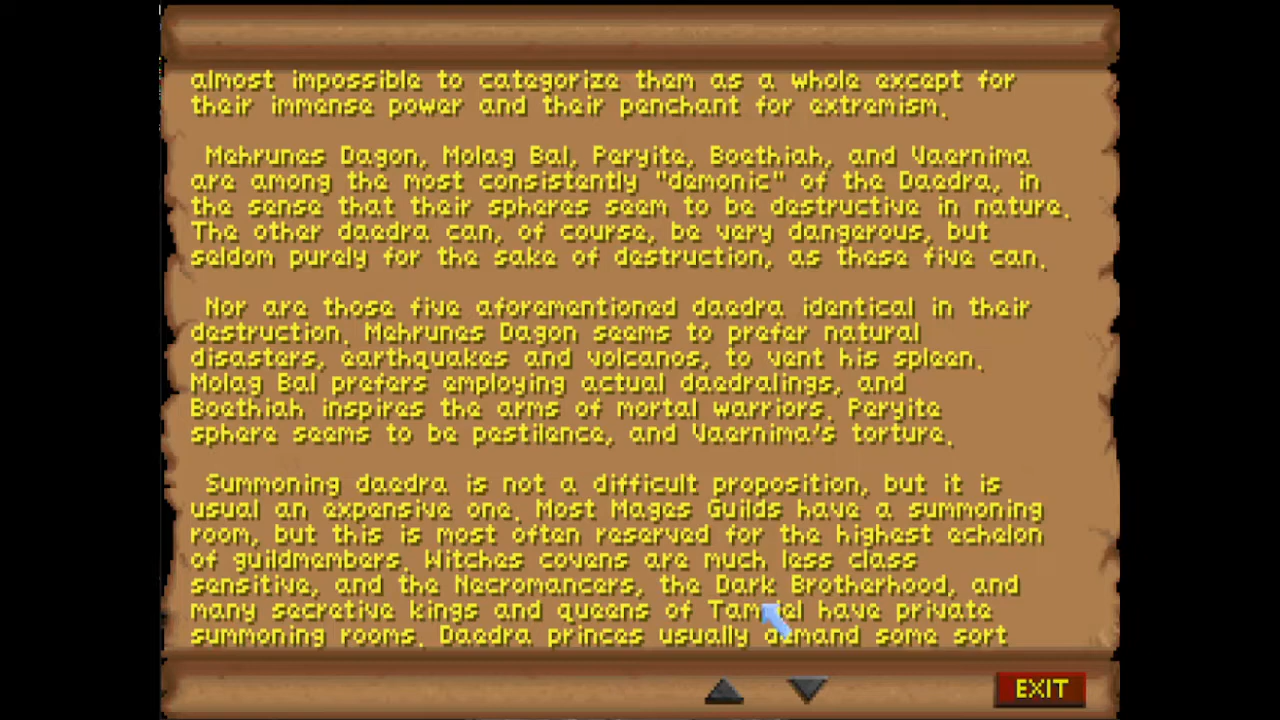 almost impossible to categorize them as a whole except for
their immense power and their penchant for extremism.
Mehrunes Dagon, Molag Bal, Peryite, Boethiah, and Vaernima
are among the most consistently "demonic" of the Daedra, in
the sense that their spheres seem to be destructive in nature.
The other daedra can, of course, be very dangerous, but
seldom purely for the sake of destruction, as these five can.
Nor are those five aforementioned daedra identical in their
destruction. Mehrunes Dagon seems to prefer natural
disasters, earthquakes and volcanos, to vent his spleen.
Molag Bal prefers employing actual daedralings, and
Boethiah inspires the arms of mortal warriors. Peryite
sphere seems to be pestilence, and Vaernima's torture.
Summoning daedra is not a difficult proposition, but it is
usual an expensive one. Most Mages Guilds have a summoning
room, but this is most often reserved for the highest echelon
of guildmembers. Witches covens are much less class
sensitive, and the Necromancers, the Dark Brotherhood, and
many secretive kings and queens of Tamriel have private
summoning rooms. Daedra princes usually demand some sort
EXIT